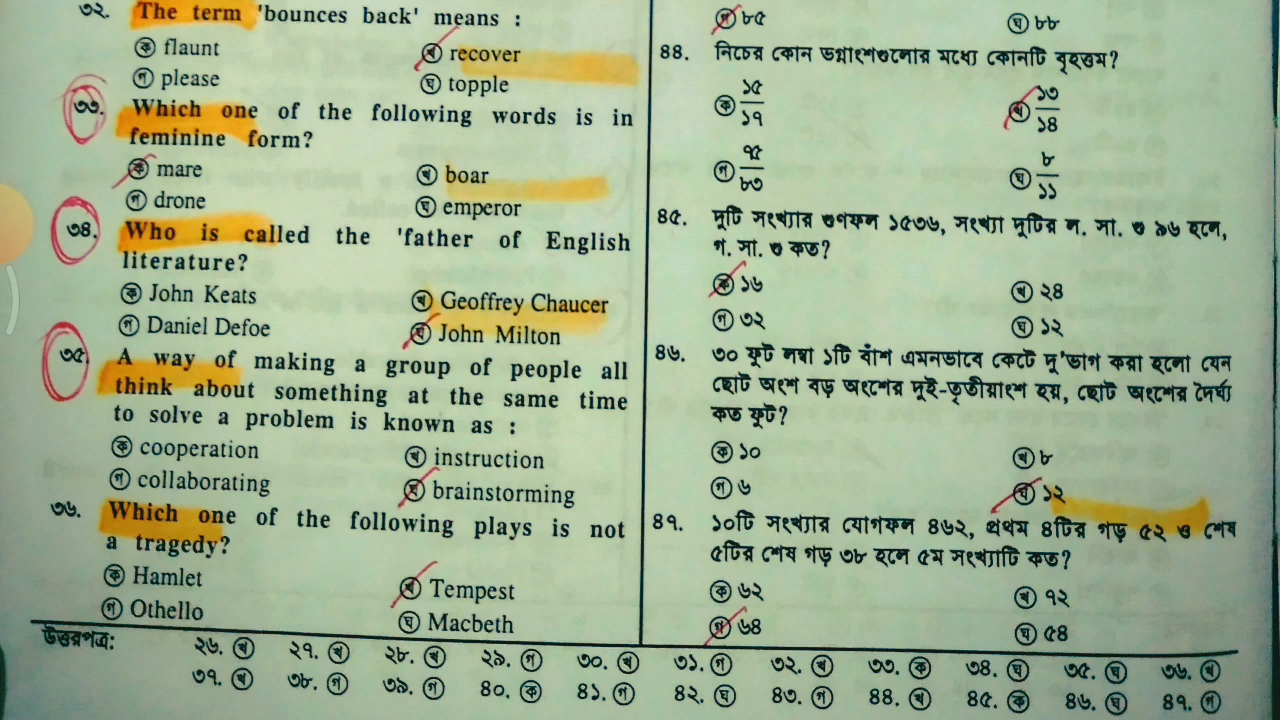 ৩২. The term 'bounces back' means :
ক flaunt খ recover
গ please ঘ topple
৩৩. Which one of the following words is in
feminine form?
ক mare খ boar
গ drone ঘ emperor
৩৪. Who is called the 'father of English
literature?
ক John Keats খ Geoffrey Chaucer
গ Daniel Defoe ঘ John Milton
৩৫. A way of making a group of people all
think about something at the same time
to solve a problem is known as :
ক cooperation খ instruction
গ collaborating ঘ brainstorming
৩৬. Which one of the following plays is not
a tragedy?
ক Hamlet খ Tempest
গ Othello ঘ Macbeth
গ ৮৫ ঘ ৮৮
৪৪. নিচের কোন ভগ্নাংশগুলোর মধ্যে কোনটি বৃহত্তম?
ক ১৫/১৭ খ ১৩/১৪
গ ৭৫/৮৩ ঘ ৮/১১
৪৫. দুটি সংখ্যার গুণফল ১৫৩৬, সংখ্যা দুটির ল. সা. গু ৯৬ হলে,
গ. সা. গু কত?
ক ১৬ খ ২৪
গ ৩২ ঘ ১২
৪৬. ৩০ ফুট লম্বা ১টি বাঁশ এমনভাবে কেটে দু'ভাগ করা হলো যেন
ছোট অংশ বড় অংশের দুই-তৃতীয়াংশ হয়, ছোট অংশের দৈর্ঘ্য
কত ফুট?
ক ১০ খ ৮
গ ৬ ঘ ১২
৪৭. ১০টি সংখ্যার যোগফল ৪৬২, প্রথম ৪টির গড় ৫২ ও শেষ
৫টির শেষ গড় ৩৮ হলে ৫ম সংখ্যাটি কত?
ক ৬২ খ ৭২
গ ৬৪ ঘ ৫৪
উত্তরপত্র: ২৬. খ ২৭. খ ২৮. খ ২৯. গ ৩০. খ ৩১. গ ৩২. খ ৩৩. ক ৩৪. ঘ ৩৫. ঘ ৩৬. খ
৩৭. খ ৩৮. গ ৩৯. গ ৪০. ক ৪১. গ ৪২. ঘ ৪৩. গ ৪৪. খ ৪৫. ক ৪৬. ঘ ৪৭. গ